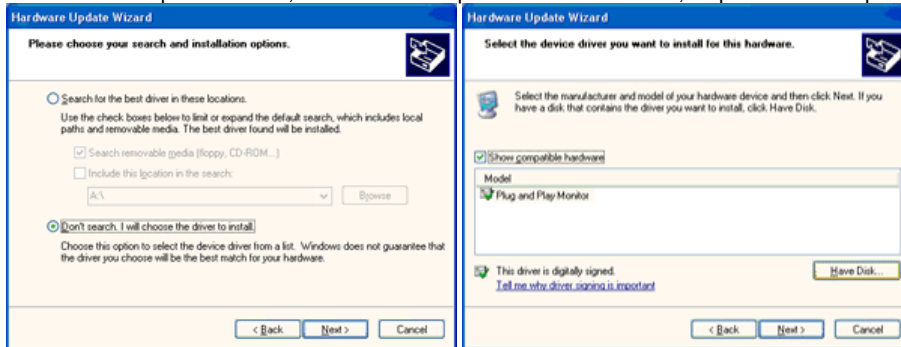 Hardware Update Wizard
Please choose your search and installation options.
Search for the best driver in these locations.
Use the check boxes below to limit or expand the default search, which includes local
paths and removable media. The best driver found will be installed.
Search removable media (floppy, CD-ROM...)
Include this location in the search:
A:\
Browse
Don't search. I will choose the driver to install.
Choose this option to select the device driver from a list. Windows does not guarantee that
the driver you choose will be the best match for your hardware.
< Back
Next >
Cancel
Hardware Update Wizard
Select the device driver you want to install for this hardware.
Select the manufacturer and model of your hardware device and then click Next. If you
have a disk that contains the driver you want to install, click Have Disk.
Show compatible hardware
Model
Plug and Play Monitor
This driver is digitally signed.
Tell me why driver signing is important
Have Disk...
< Back
Next >
Cancel